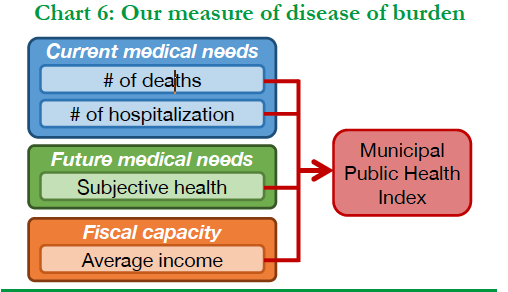 Chart 6: Our measure of disease of burden
Current medical needs
# of deaths
# of hospitalization
Future medical needs
Subjective health
Fiscal capacity
Average income
Municipal
Public Health
Index